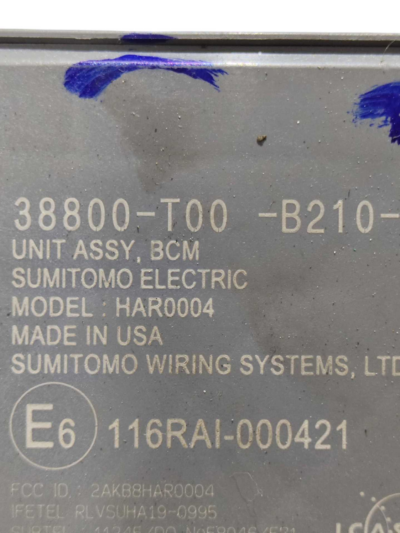 38800-T00 -B210-
UNIT ASSY, BCM
SUMITOMO ELECTRIC
MODEL : HAR0004
MADE IN USA
SUMITOMO WIRING SYSTEMS, LTD
E6 116RAI-000421
FCC ID : 2AKB8HAR0004
IFETEL : RLVSUHA19-0995
ICAS